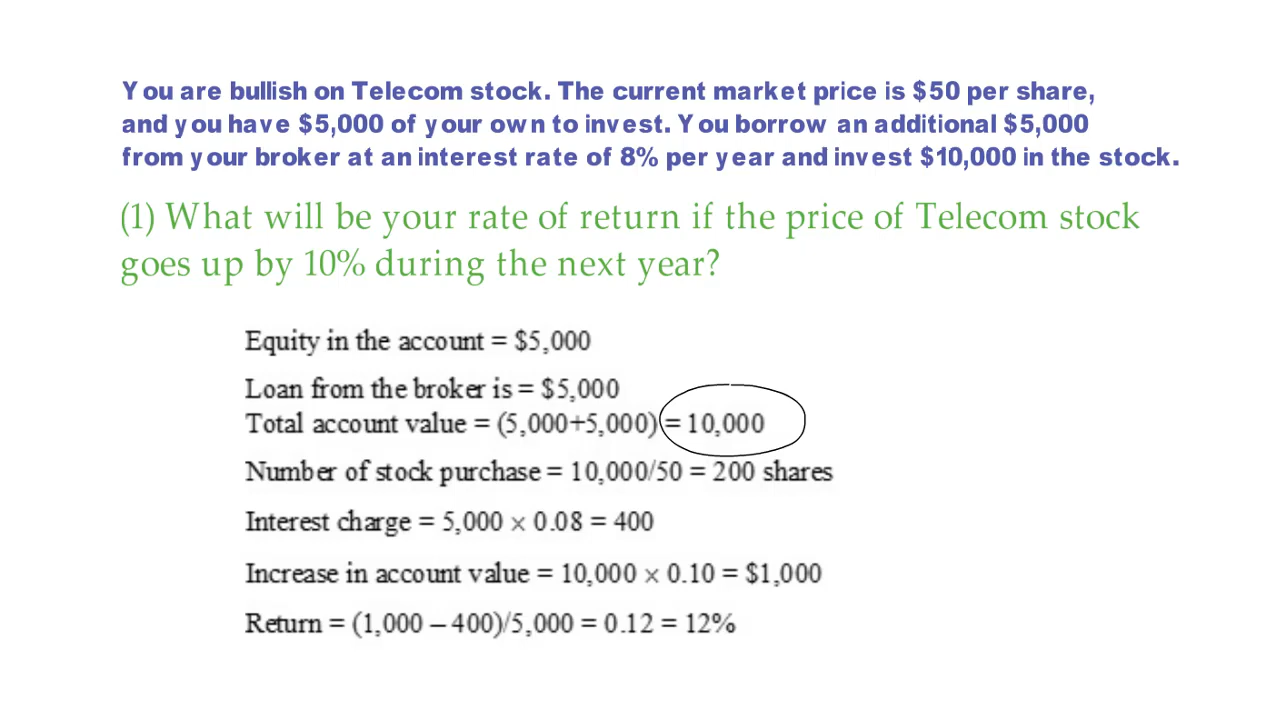 You are bullish on Telecom stock. The current market price is $50 per share,
and you have $5,000 of your own to invest. You borrow an additional $5,000
from your broker at an interest rate of 8% per year and invest $10,000 in the stock.
(1) What will be your rate of return if the price of Telecom stock
goes up by 10% during the next year?
Equity in the account = $5,000
Loan from the broker is = $5,000
Total account value = (5,000+5,000) = 10,000
Number of stock purchase = 10,000/50 = 200 shares
Interest charge = 5,000 × 0.08 = 400
Increase in account value = 10,000 × 0.10 = $1,000
Return = (1,000 – 400)/5,000 = 0.12 = 12%